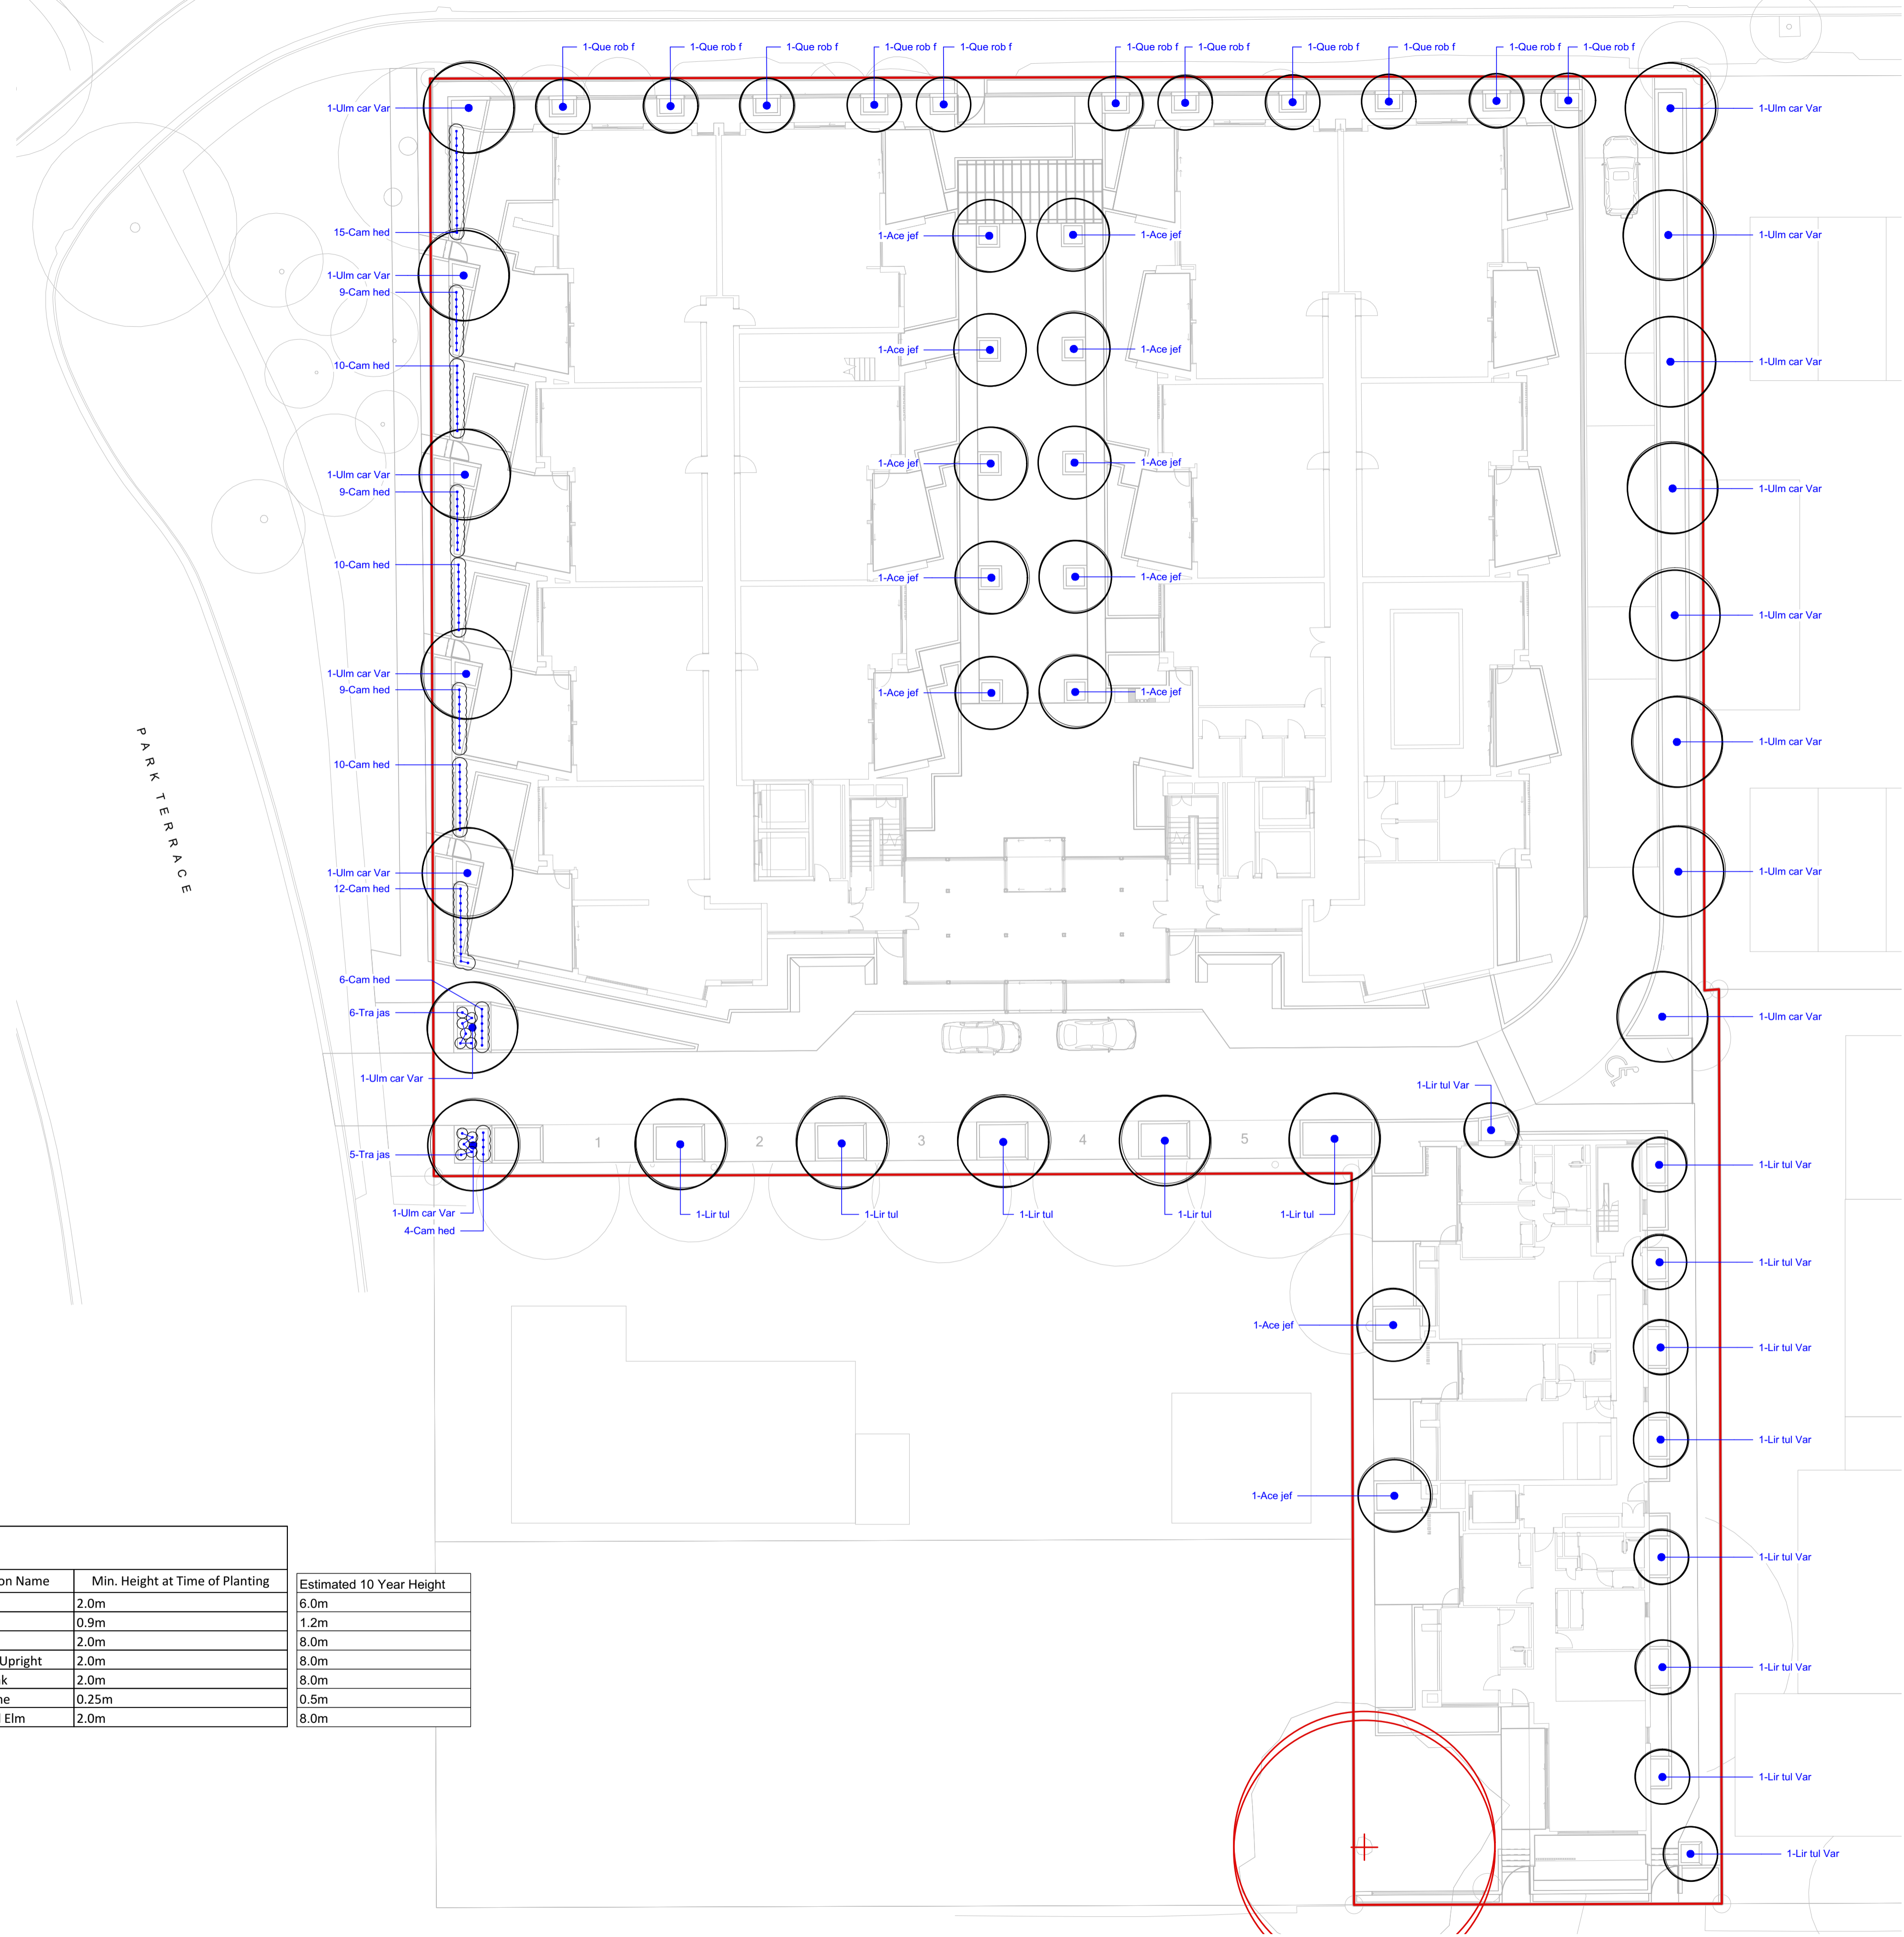 1-Que rob f
1-Que rob f
1-Que rob f
1-Que rob f
1-Que rob f
1-Que rob f
1-Que rob f
1-Que rob f
1-Que rob f
1-Que rob f
1-Que rob f
1-Ulm car Var
1-Ulm car Var
15-Cam hed
1-Ace jef
1-Ace jef
1-Ulm car Var
1-Ulm car Var
9-Cam hed
1-Ace jef
1-Ace jef
1-Ulm car Var
10-Cam hed
1-Ace jef
1-Ace jef
1-Ulm car Var
9-Cam hed
1-Ulm car Var
10-Cam hed
1-Ace jef
1-Ace jef
1-Ulm car Var
1-Ulm car Var
9-Cam hed
1-Ace jef
1-Ace jef
1-Ulm car Var
PARK TERRACE
10-Cam hed
1-Ulm car Var
12-Cam hed
1-Ulm car Var
6-Cam hed
6-Tra jas
1-Ulm car Var
1-Ulm car Var
1-Lir tul Var
1
2
3
4
5
5-Tra jas
1-Lir tul Var
1-Ulm car Var
4-Cam hed
1-Lir tul
1-Lir tul
1-Lir tul
1-Lir tul
1-Lir tul
1-Lir tul Var
1-Ace jef
1-Lir tul Var
1-Lir tul Var
1-Ace jef
1-Lir tul Var
1-Lir tul Var
1-Lir tul Var
1-Lir tul Var
on Name Min. Height at Time of Planting Estimated 10 Year Height
2.0m 6.0m
0.9m 1.2m
2.0m 8.0m
Upright 2.0m 8.0m
k 2.0m 8.0m
ne 0.25m 0.5m
Elm 2.0m 8.0m